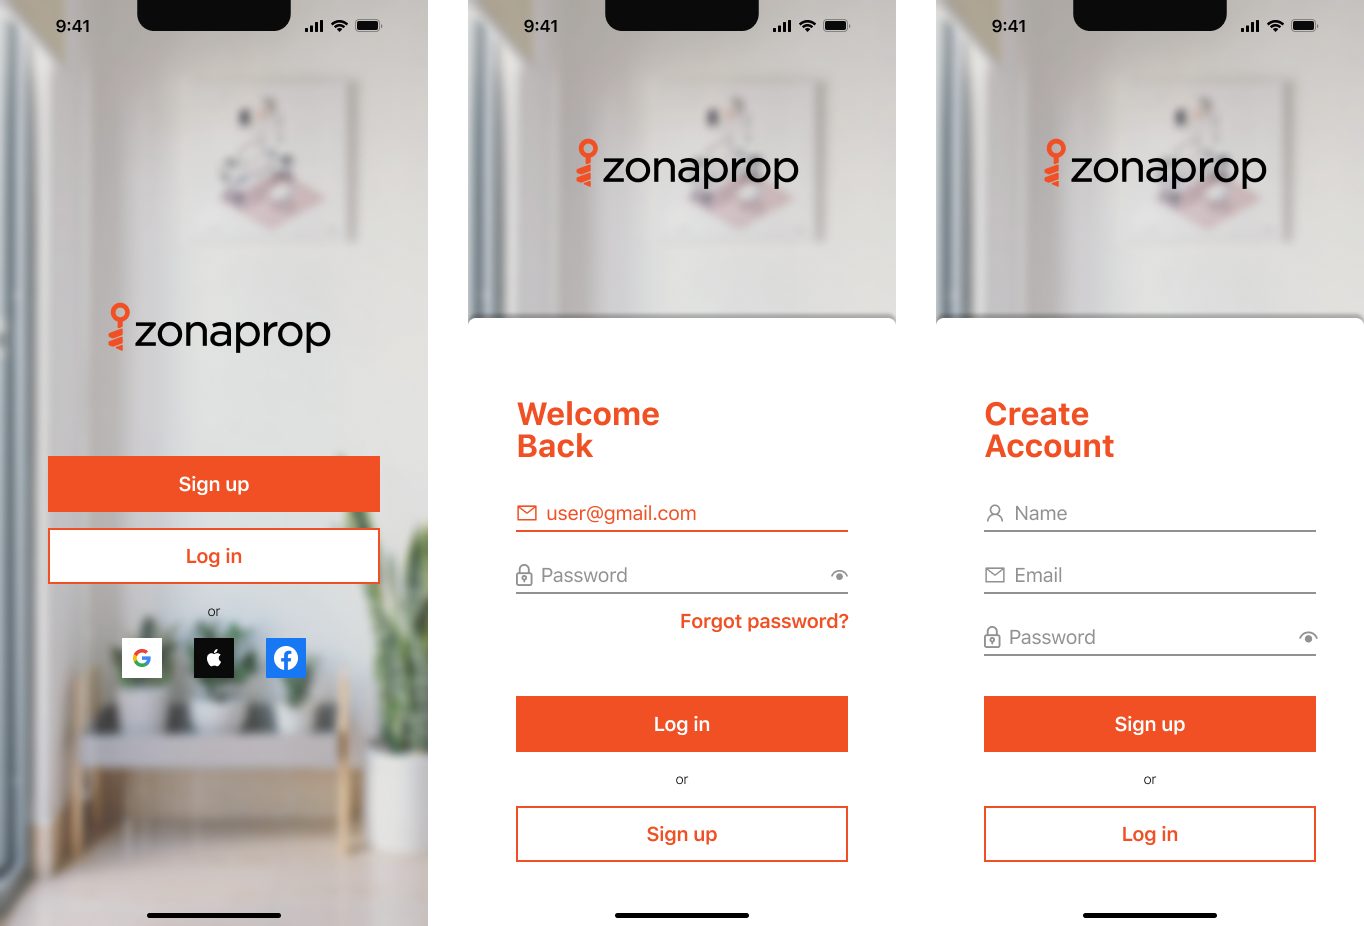 9:41
zonaprop
Sign up
Log in
or
G
9:41
zonaprop
Welcome
Back
user@gmail.com
Password
Forgot password?
Log in
or
Sign up
9:41
zonaprop
Create
Account
Name
Email
Password
Sign up
or
Log in